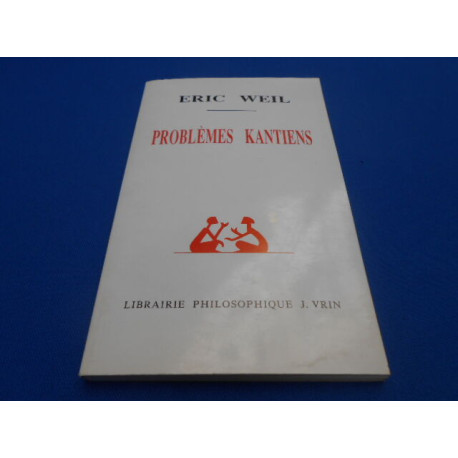 ERIC WEIL
PROBLÈMES KANTIENS
LIBRAIRIE PHILOSOPHIQUE J. VRIN